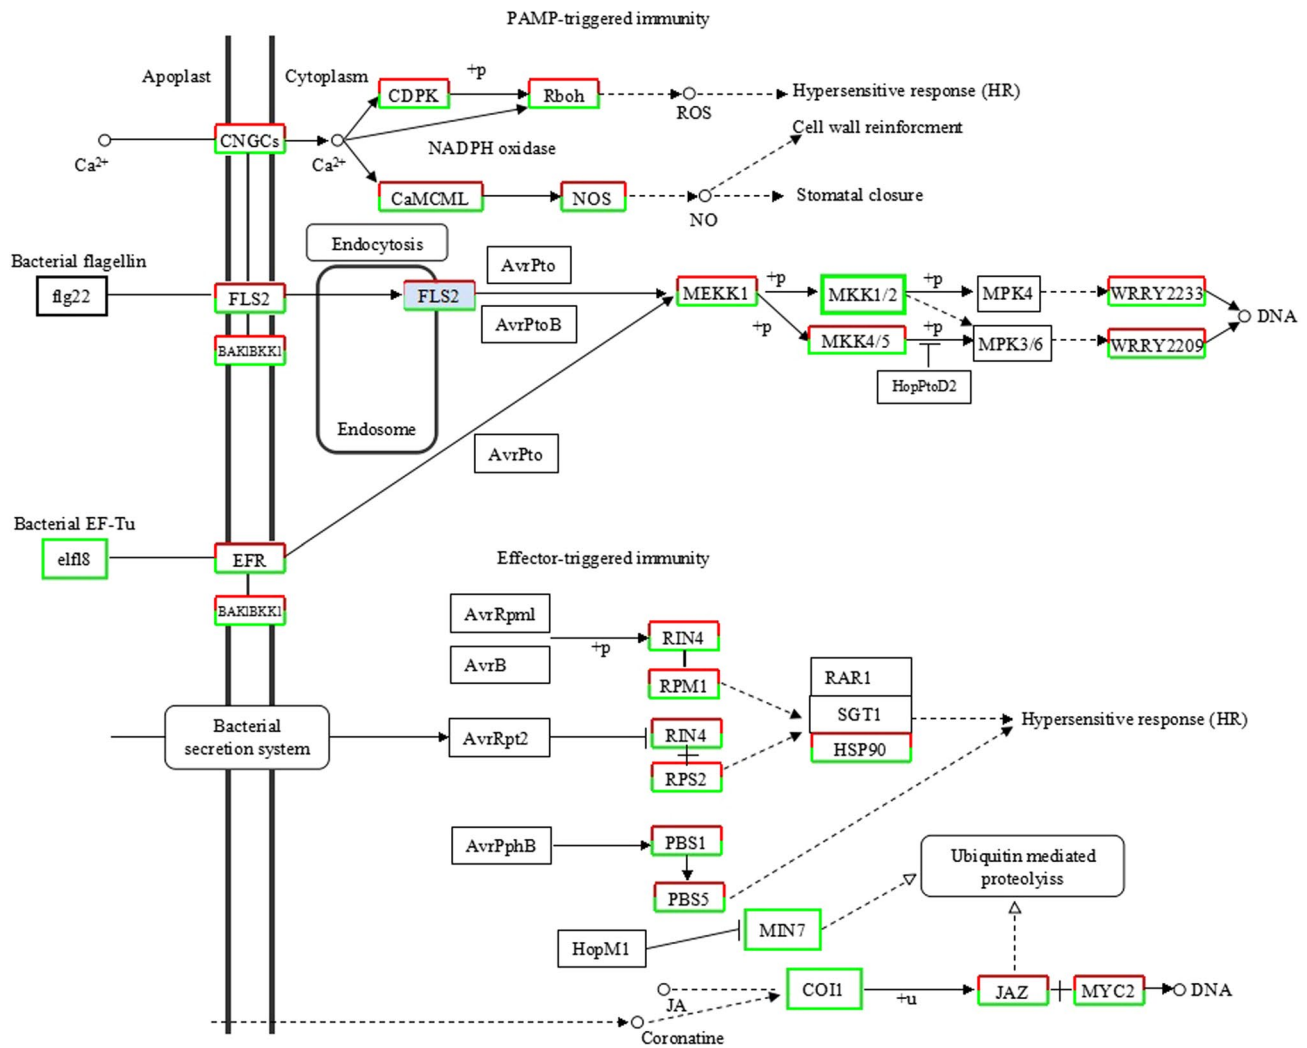 PAMP-triggered immunity
Apoplast
Cytoplasm
+p
CDPK
Rboh
ROS
Hypersensitive response (HR)
Cell wall reinforcment
CNGCs
Ca2+
Ca2+
NADPH oxidase
CaMCML
NOS
NO
Stomatal closure
Endocytosis
Bacterial flagellin
flg22
FLS2
FLS2
AvrPto
AvrPtoB
MEKK1
+p
MKK1/2
+p
MPK4
WRRY2233
DNA
BAK1BKK1
+p
MKK4/5
+p
MPK3/6
WRRY2209
HopPtoD2
Endosome
AvrPto
Bacterial EF-Tu
elf18
EFR
Effector-triggered immunity
BAK1BKK1
AvrRpml
+p
RIN4
AvrB
RPM1
RAR1
SGT1
HSP90
Hypersensitive response (HR)
Bacterial
secretion system
AvrRpt2
RIN4
RPS2
AvrPphB
PBS1
PBS5
Ubiquitin mediated
proteolyiss
HopM1
MIN7
JA
COI1
+u
JAZ
MYC2
DNA
Coronatine